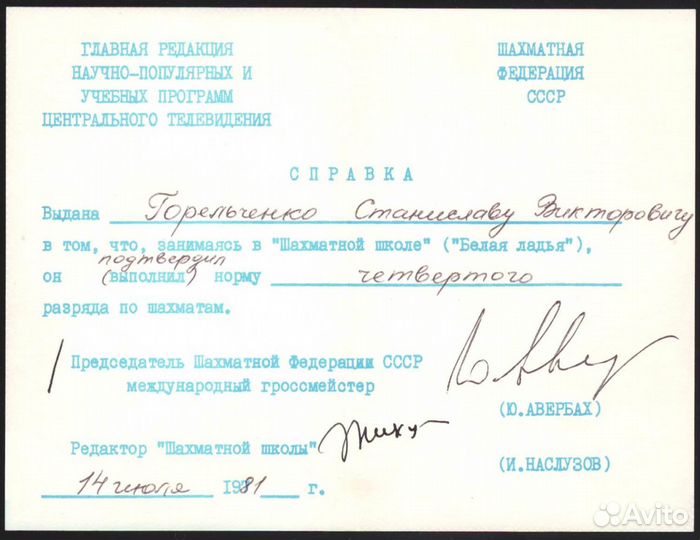 ГЛАВНАЯ РЕДАКЦИЯ
НАУЧНО-ПОПУЛЯРНЫХ И
УЧЕБНЫХ ПРОГРАММ
ЦЕНТРАЛЬНОГО ТЕЛЕВИДЕНИЯ
ШАХМАТНАЯ
ФЕДЕРАЦИЯ
СССР
СПРАВКА
Выдана Горельченко Станиславу Викторовичу
в том, что, занимаясь в "Шахматной школе" ("Белая ладья"),
подтвердил
он (выполнил) норму четвертого
разряда по шахматам.
Председатель Шахматной Федерации СССР
международный гроссмейстер
(Ю.АВЕРБАХ)
Редактор "Шахматной школы"
(И.НАСЛУЗОВ)
14 июля 1981 г.
Avito